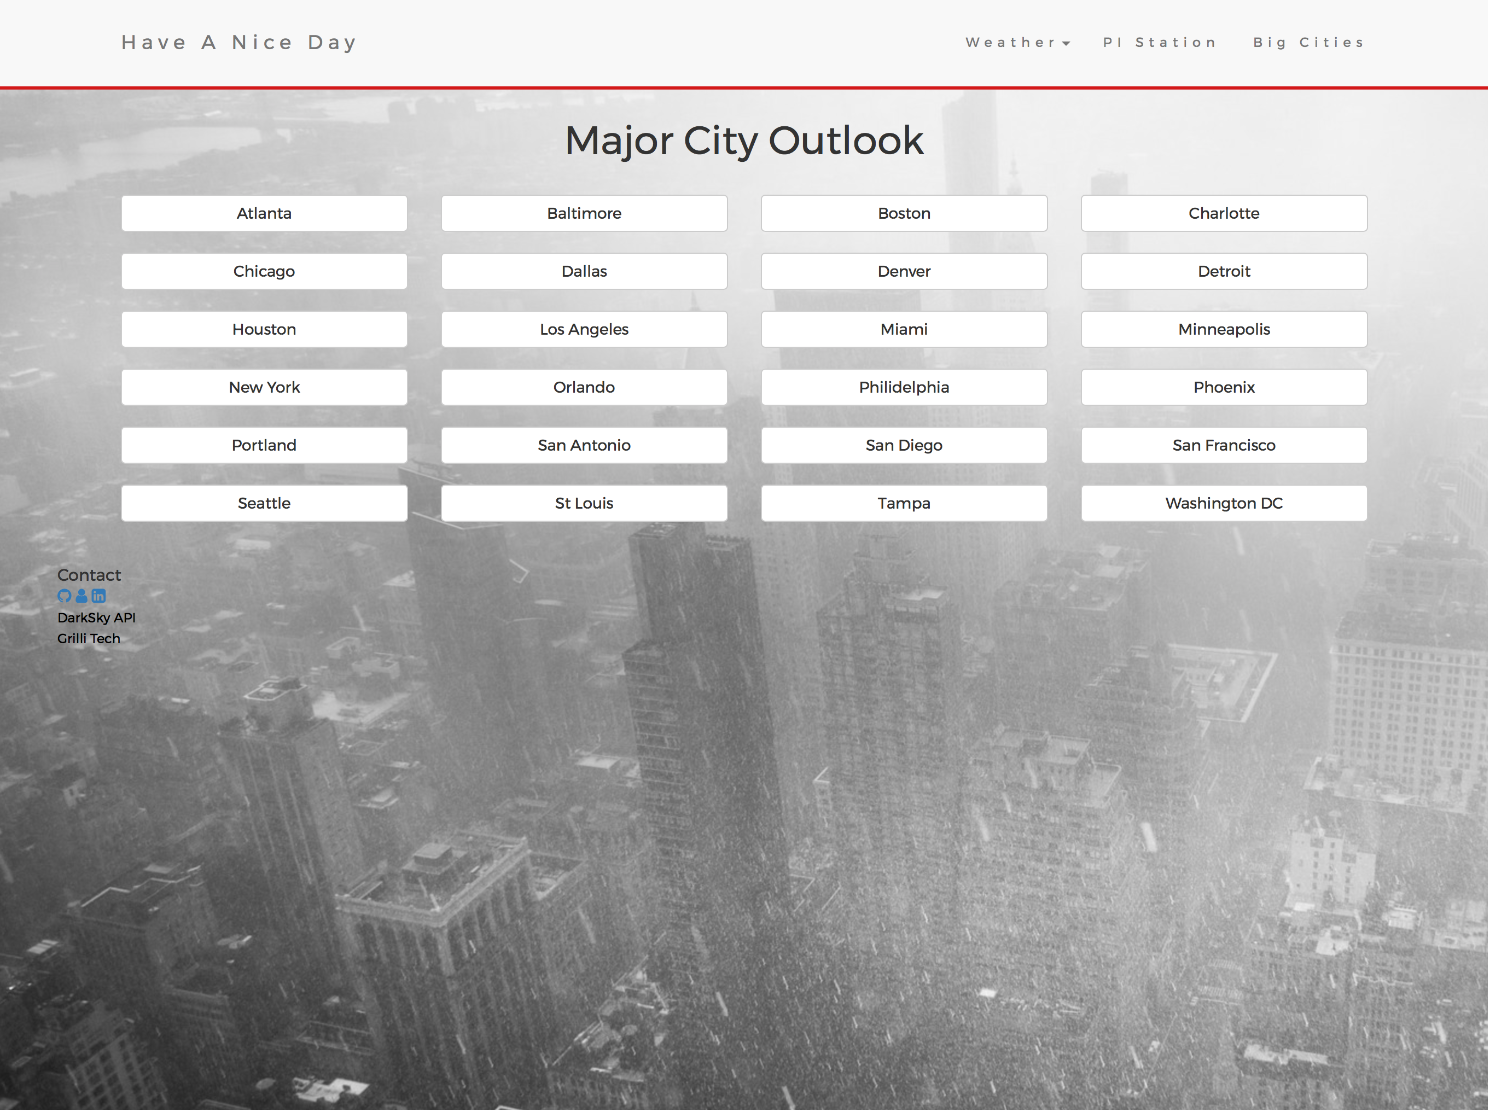 Have A Nice Day
Weather PI Station Big Cities
Major City Outlook
Atlanta Baltimore Boston Charlotte
Chicago Dallas Denver Detroit
Houston Los Angeles Miami Minneapolis
New York Orlando Philidelphia Phoenix
Portland San Antonio San Diego San Francisco
Seattle St Louis Tampa Washington DC
Contact
DarkSky API
Grilli Tech